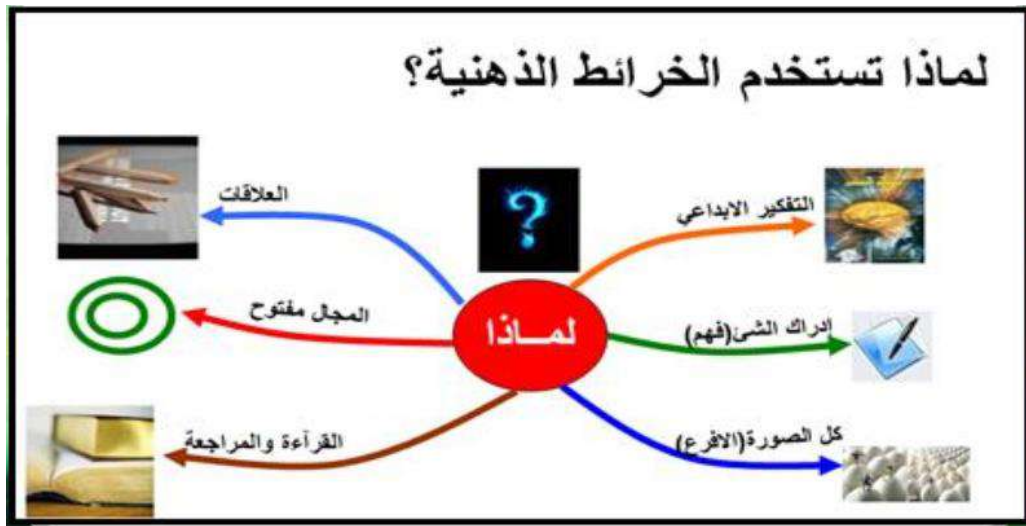 لماذا تستخدم الخرائط الذهنية؟
التفكير الابداعي
العلاقات
?
لمــاذا
ادراك الشئ(فهم)
المجال مفتوح
كل الصورة(الافرع)
القرآءة والمراجعة